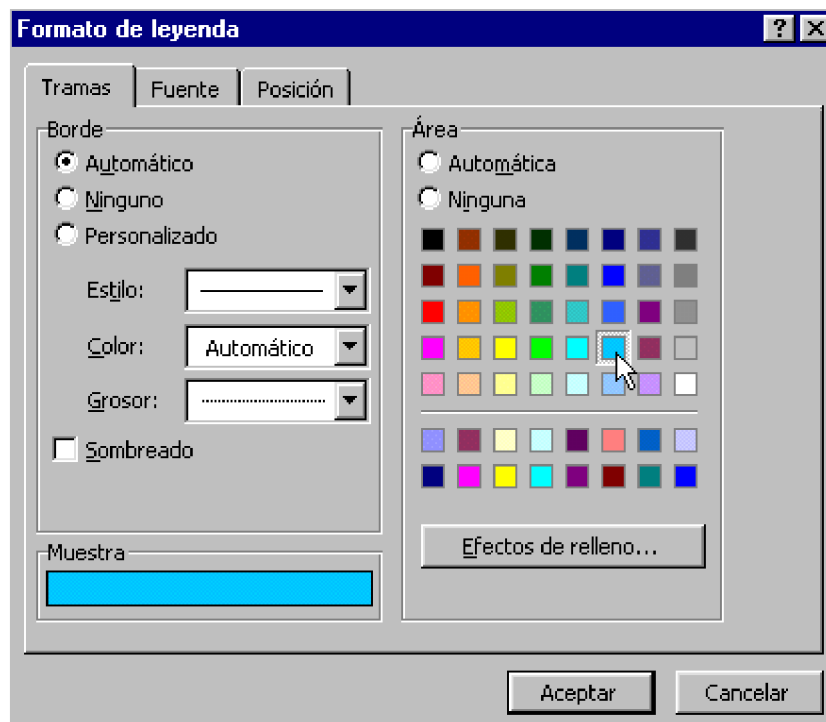 Formato de leyenda
Tramas Fuente Posición
Borde
Automático
Ninguno
Personalizado
Estilo:
Color: Automático
Grosor:
Sombreado
Muestra
Área
Automática
Ninguna
Efectos de relleno...
Aceptar Cancelar